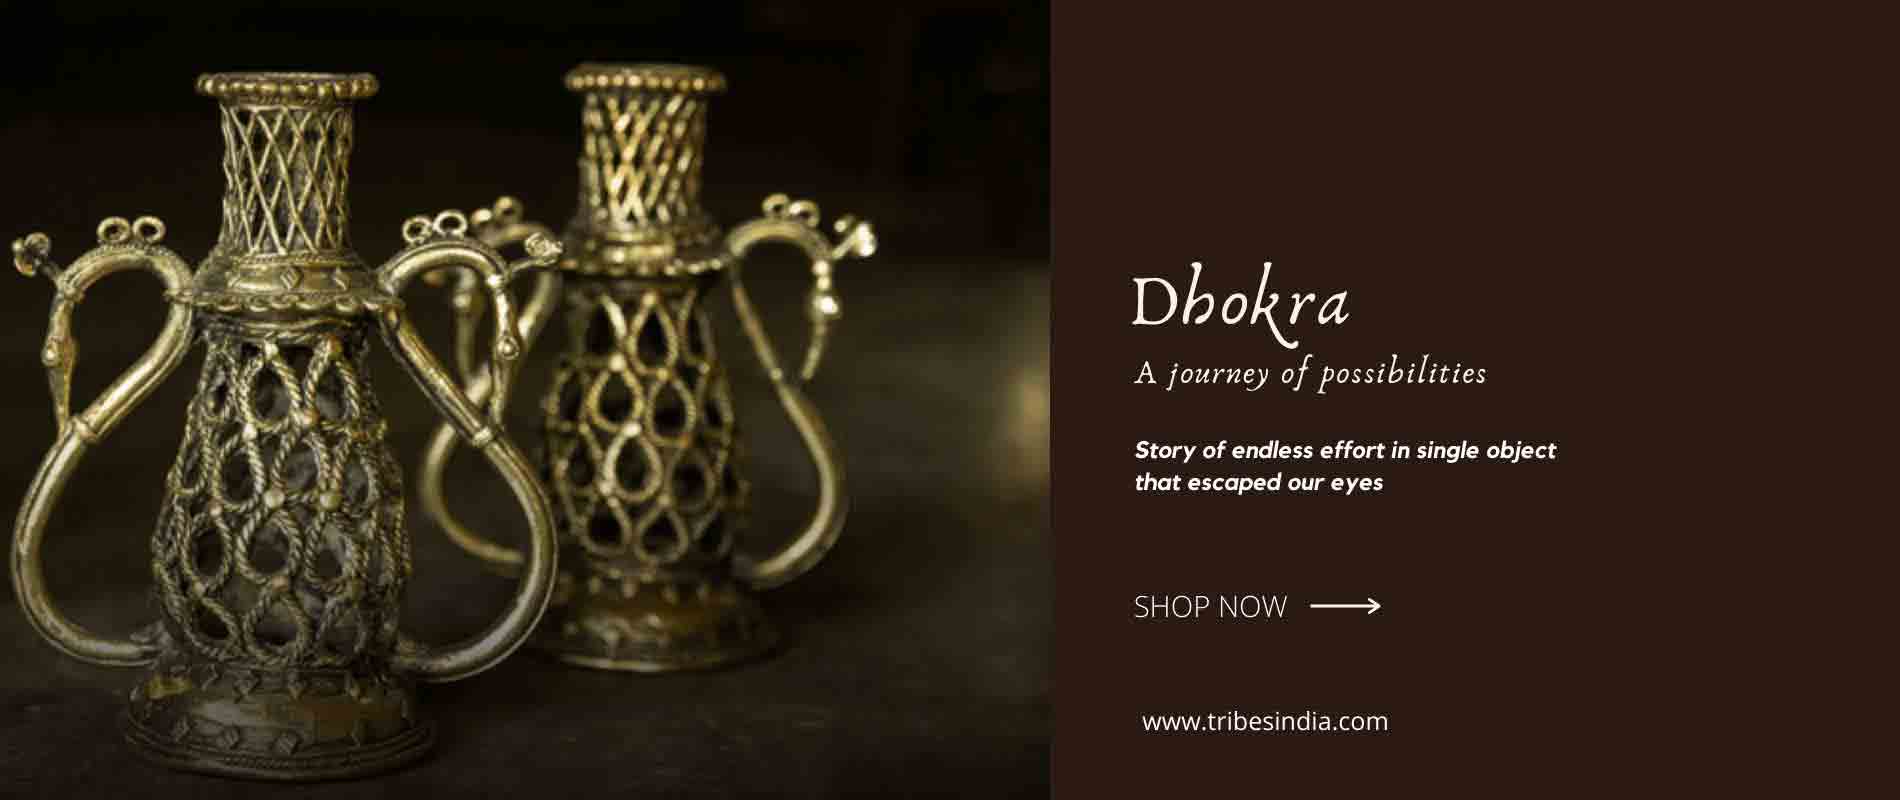 Dhokra
A journey of possibilities
Story of endless effort in single object
that escaped our eyes
SHOP NOW
www.tribesindia.com